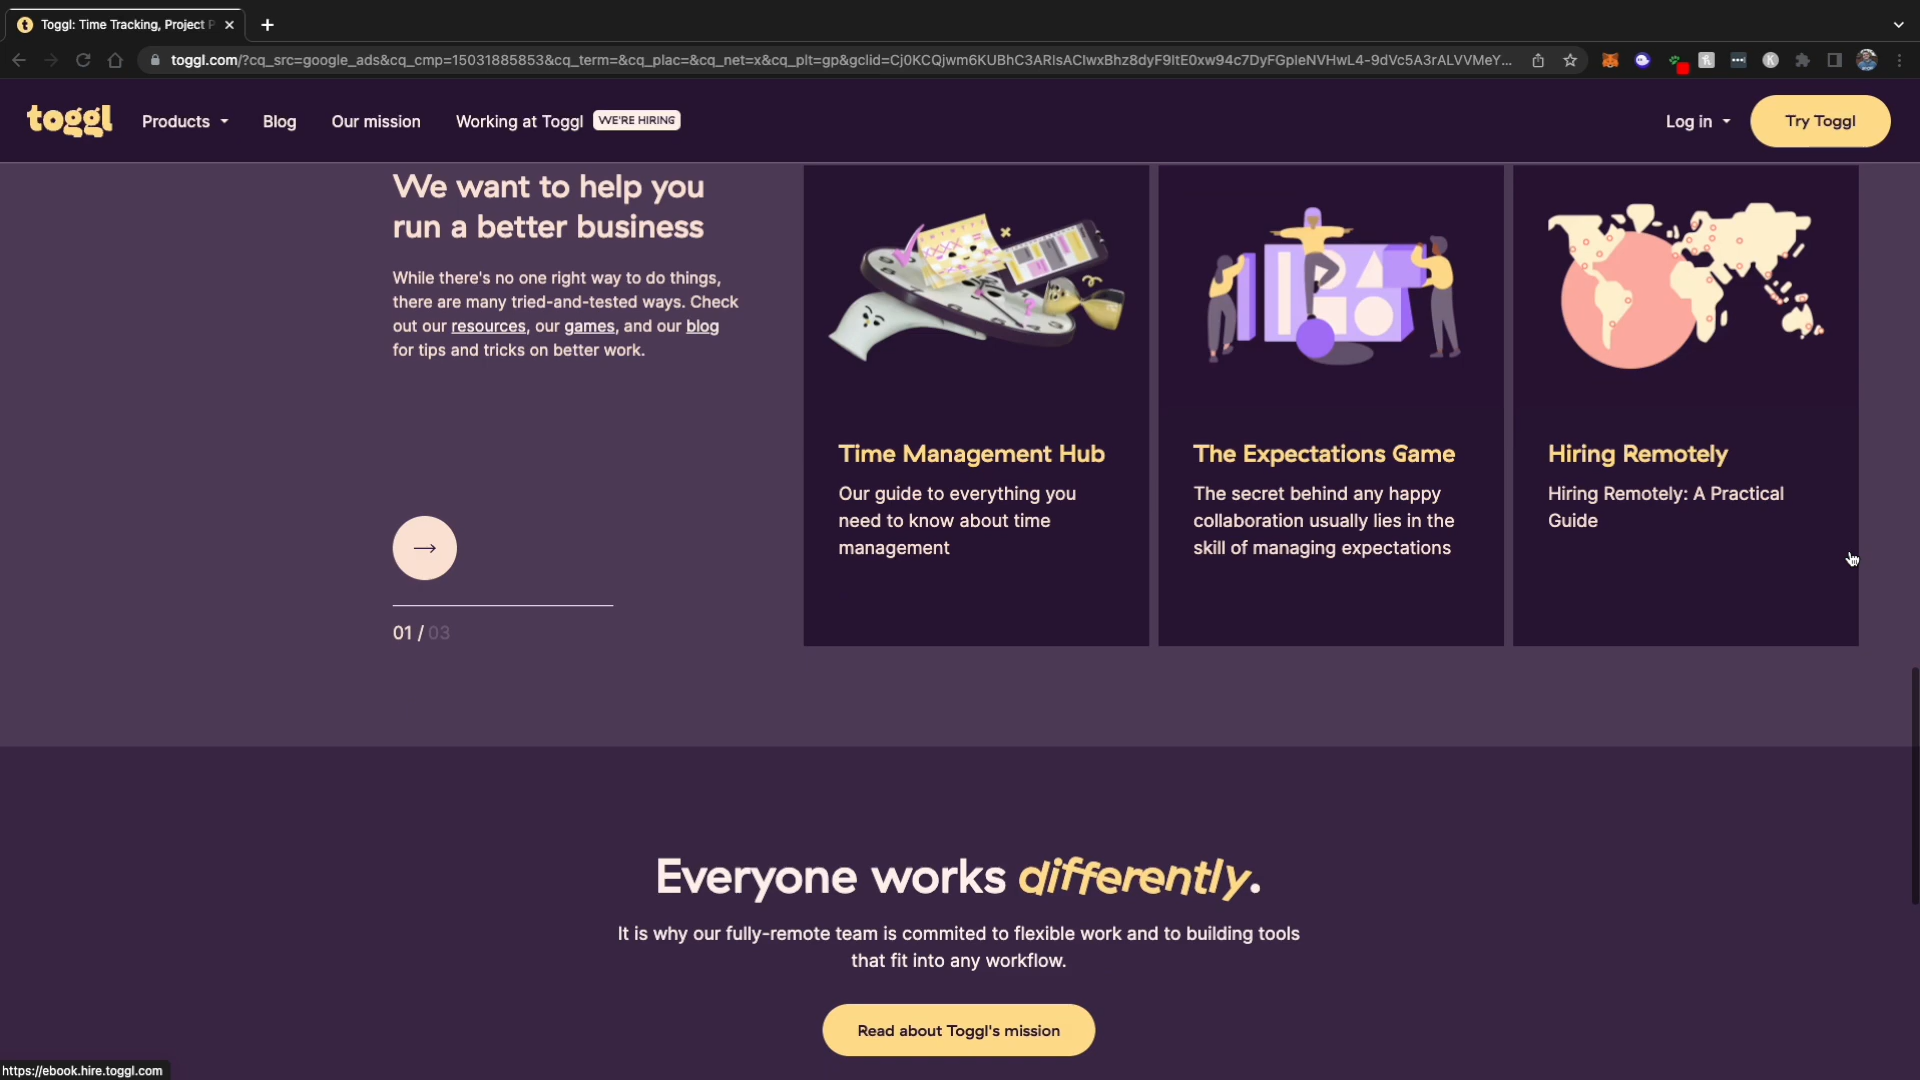 Toggl: Time Tracking, Project P
toggl.com/?cq_src=google_ads&cq_cmp=15031885853&cq_term=&cq_plac=&cq_net=x&cq_plt=gp&gclid=Cj0KCQjwm6KUBhC3ARIsACIwxBhz8dyF9ltE0xw94c7DyFGpleNVHwL4-9dVc5A3rALVVMeY...
toggl
Products
Blog
Our mission
Working at Toggl
WE'RE HIRING
Log in
Try Toggl
We want to help you
run a better business
While there's no one right way to do things,
there are many tried-and-tested ways. Check
out our resources, our games, and our blog
for tips and tricks on better work.
01 / 03
Time Management Hub
Our guide to everything you
need to know about time
management
The Expectations Game
The secret behind any happy
collaboration usually lies in the
skill of managing expectations
Hiring Remotely
Hiring Remotely: A Practical
Guide
Everyone works differently.
It is why our fully-remote team is commited to flexible work and to building tools
that fit into any workflow.
Read about Toggl's mission
https://ebook.hire.toggl.com